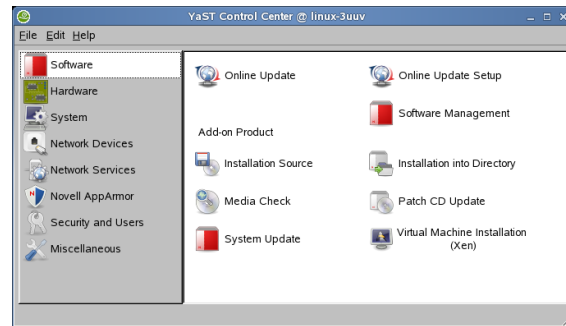 YaST Control Center @ linux-3uuv
File Edit Help
Software
Hardware
System
Network Devices
Network Services
Novell AppArmor
Security and Users
Miscellaneous
Online Update
Online Update Setup
Software Management
Add-on Product
Installation Source
Installation into Directory
Media Check
Patch CD Update
System Update
Virtual Machine Installation
(Xen)